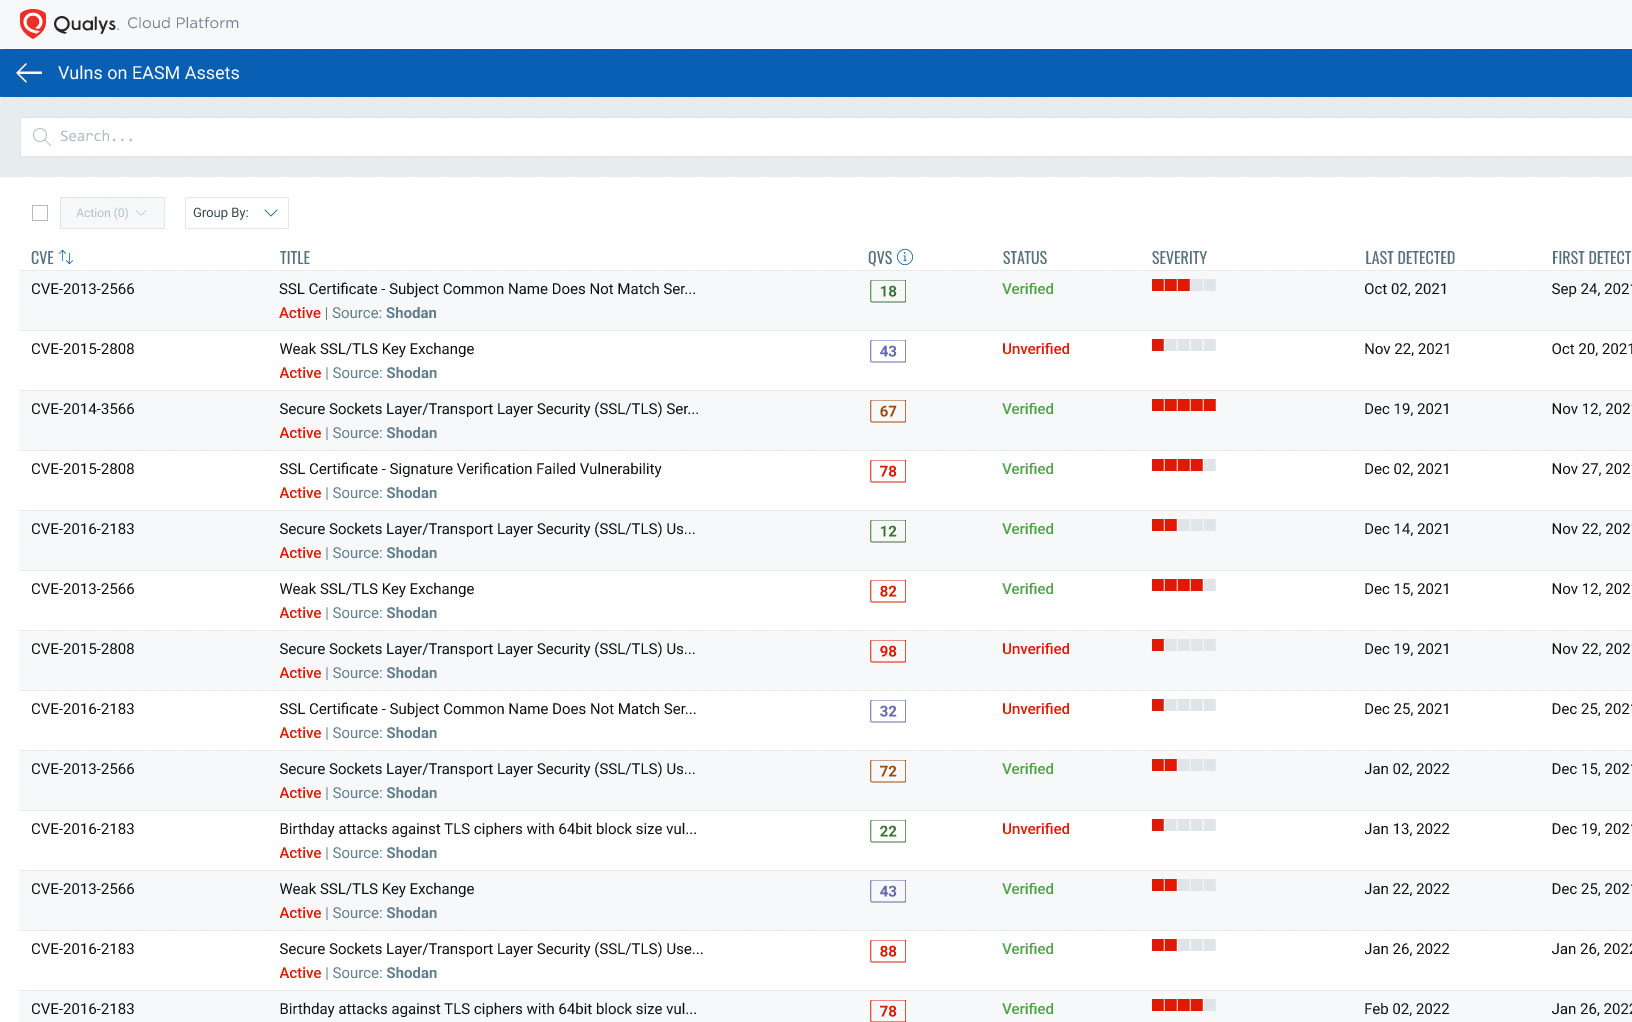 Qualys. Cloud Platform
Vulns on EASM Assets
Search...
Action (0) Group By:
CVE TITLE QVS STATUS SEVERITY LAST DETECTED FIRST DETECT
CVE-2013-2566 SSL Certificate - Subject Common Name Does Not Match Ser... 18 Verified Oct 02, 2021 Sep 24, 2021
Active | Source: Shodan
CVE-2015-2808 Weak SSL/TLS Key Exchange 43 Unverified Nov 22, 2021 Oct 20, 2021
Active | Source: Shodan
CVE-2014-3566 Secure Sockets Layer/Transport Layer Security (SSL/TLS) Ser... 67 Verified Dec 19, 2021 Nov 12, 202
Active | Source: Shodan
CVE-2015-2808 SSL Certificate - Signature Verification Failed Vulnerability 78 Verified Dec 02, 2021 Nov 27, 202
Active | Source: Shodan
CVE-2016-2183 Secure Sockets Layer/Transport Layer Security (SSL/TLS) Us... 12 Verified Dec 14, 2021 Nov 22, 202
Active | Source: Shodan
CVE-2013-2566 Weak SSL/TLS Key Exchange 82 Verified Dec 15, 2021 Nov 12, 202
Active | Source: Shodan
CVE-2015-2808 Secure Sockets Layer/Transport Layer Security (SSL/TLS) Us... 98 Unverified Dec 19, 2021 Nov 22, 202
Active | Source: Shodan
CVE-2016-2183 SSL Certificate - Subject Common Name Does Not Match Ser... 32 Unverified Dec 25, 2021 Dec 25, 202
Active | Source: Shodan
CVE-2013-2566 Secure Sockets Layer/Transport Layer Security (SSL/TLS) Us... 72 Verified Jan 02, 2022 Dec 15, 202
Active | Source: Shodan
CVE-2016-2183 Birthday attacks against TLS ciphers with 64bit block size vul... 22 Unverified Jan 13, 2022 Dec 19, 202
Active | Source: Shodan
CVE-2013-2566 Weak SSL/TLS Key Exchange 43 Verified Jan 22, 2022 Dec 25, 202
Active | Source: Shodan
CVE-2016-2183 Secure Sockets Layer/Transport Layer Security (SSL/TLS) Use... 88 Verified Jan 26, 2022 Jan 26, 202
Active | Source: Shodan
CVE-2016-2183 Birthday attacks against TLS ciphers with 64bit block size vul... 78 Verified Feb 02, 2022 Jan 26, 202